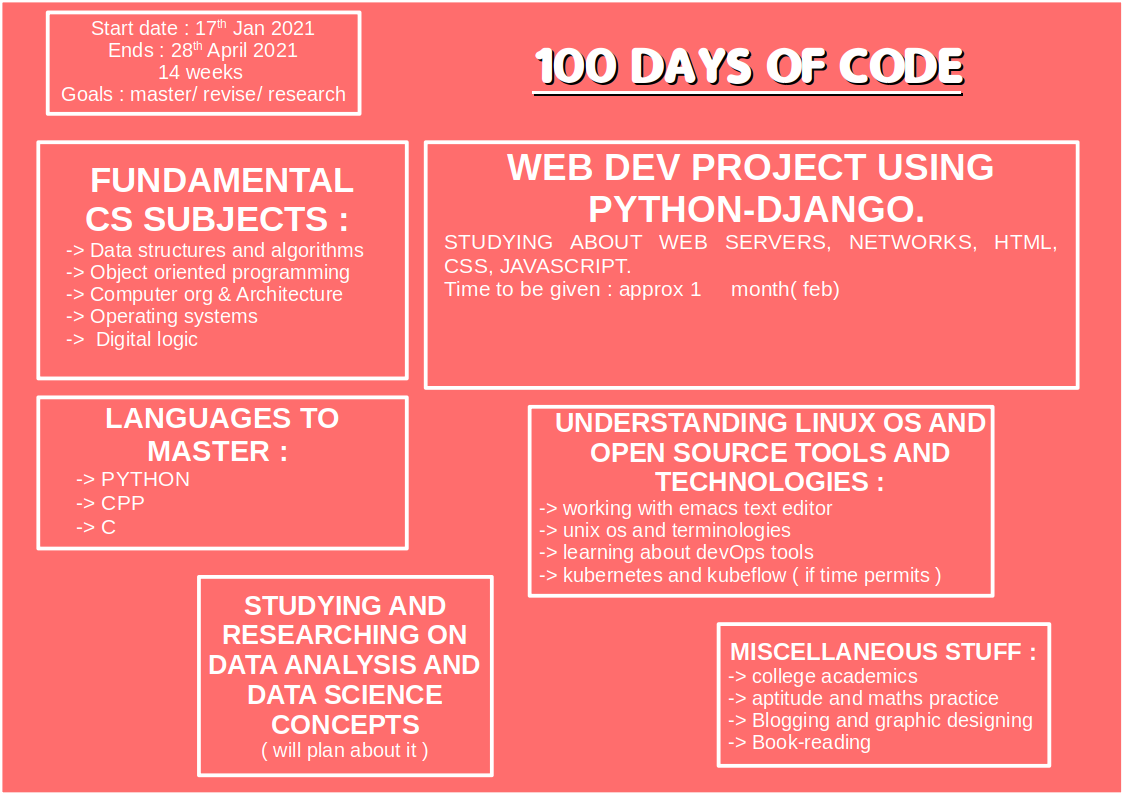 Start date : 17th Jan 2021
Ends : 28th April 2021
14 weeks
Goals : master/ revise/ research
100 DAYS OF CODE
FUNDAMENTAL
CS SUBJECTS :
-> Data structures and algorithms
-> Object oriented programming
-> Computer org & Architecture
-> Operating systems
-> Digital logic
WEB DEV PROJECT USING
PYTHON-DJANGO.
STUDYING ABOUT WEB SERVERS, NETWORKS, HTML,
CSS, JAVASCRIPT.
Time to be given : approx 1 month( feb)
LANGUAGES TO
MASTER :
-> PYTHON
-> CPP
-> C
UNDERSTANDING LINUX OS AND
OPEN SOURCE TOOLS AND
TECHNOLOGIES :
-> working with emacs text editor
-> unix os and terminologies
-> learning about devOps tools
-> kubernetes and kubeflow ( if time permits )
STUDYING AND
RESEARCHING ON
DATA ANALYSIS AND
DATA SCIENCE
CONCEPTS
( will plan about it )
MISCELLANEOUS STUFF :
-> college academics
-> aptitude and maths practice
-> Blogging and graphic designing
-> Book-reading